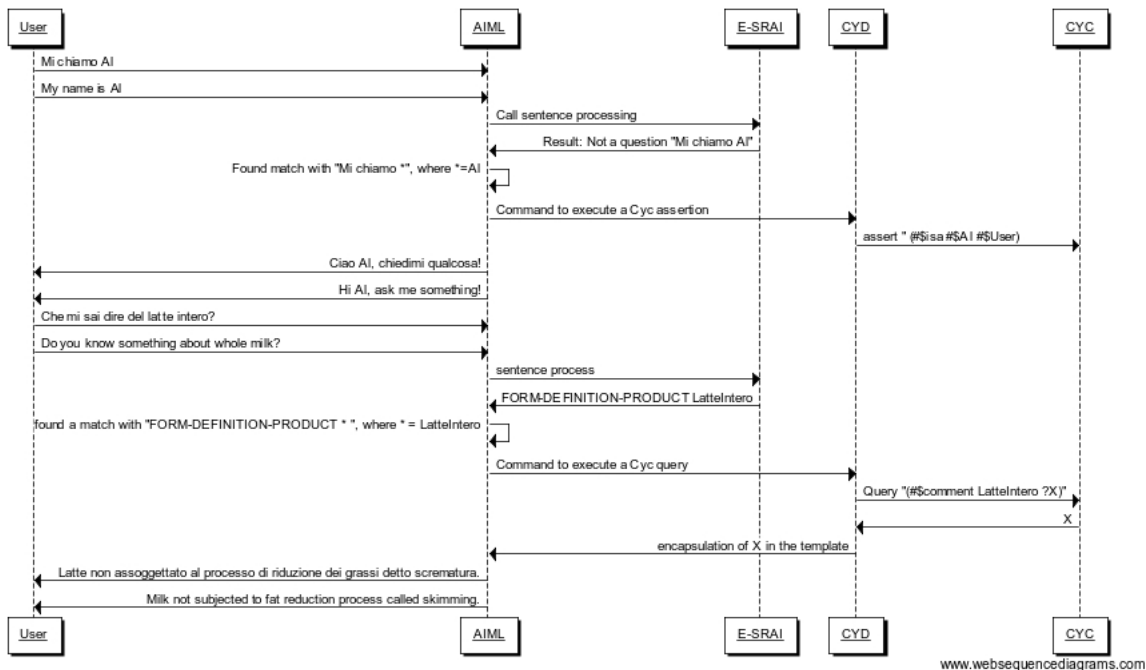 User AIML E-SRAI CYD CYC
Mi chiamo Al
My name is Al
Call sentence processing
Result: Not a question "Mi chiamo Al"
Found match with "Mi chiamo *", where *=Al
Command to execute a Cyc assertion
assert " (#$isa #$Al #$User)
Ciao Al, chiedimi qualcosa!
Hi Al, ask me something!
Che mi sai dire del latte intero?
Do you know something about whole milk?
sentence process
FORM-DEFINITION-PRODUCT LatteIntero
found a match with "FORM-DEFINITION-PRODUCT * ", where * = LatteIntero
Command to execute a Cyc query
Query "(#$comment LatteIntero ?X)"
X
encapsulation of X in the template
Latte non assoggettato al processo di riduzione dei grassi detto scrematura.
Milk not subjected to fat reduction process called skimming.
User AIML E-SRAI CYD CYC
www.websequencediagrams.com